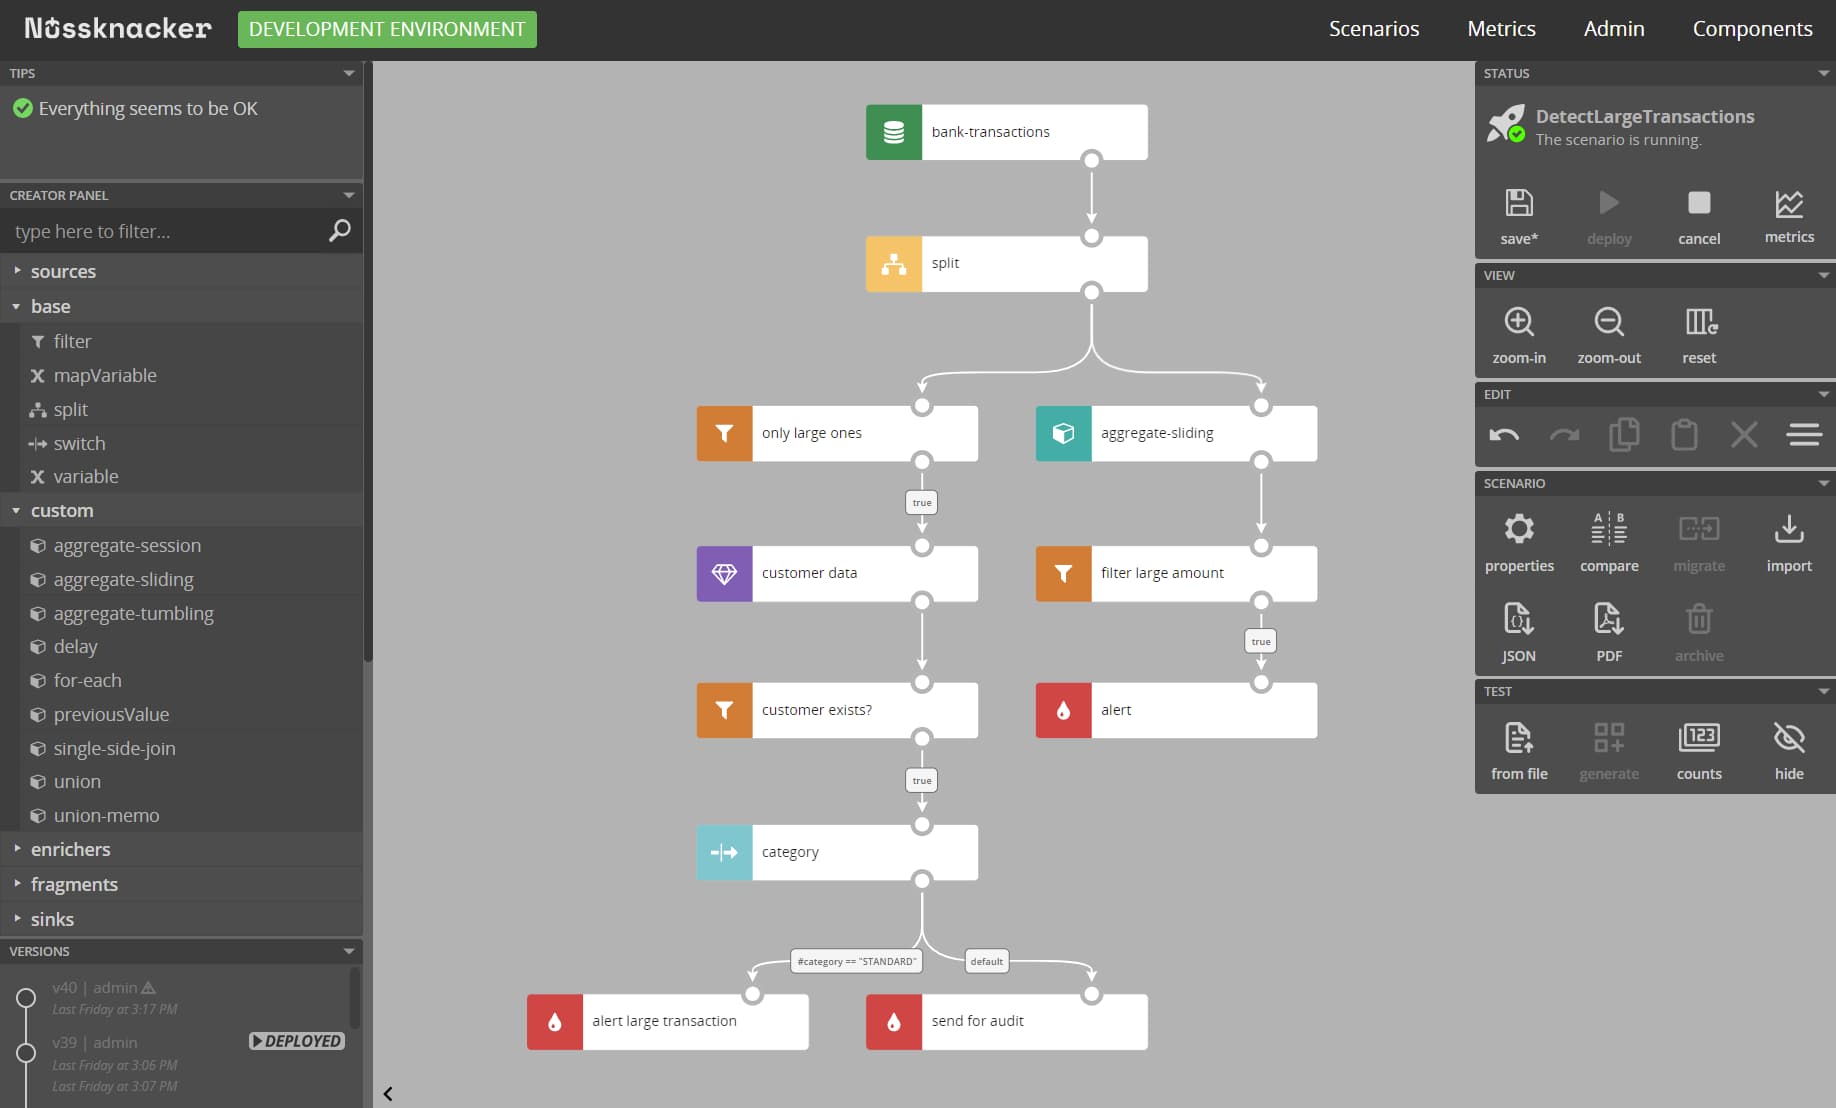 Nussknacker
DEVELOPMENT ENVIRONMENT
Scenarios
Metrics
Admin
Components
TIPS
Everything seems to be OK
CREATOR PANEL
type here to filter...
sources
base
filter
mapVariable
split
switch
variable
custom
aggregate-session
aggregate-sliding
aggregate-tumbling
delay
for-each
previousValue
single-side-join
union
union-memo
enrichers
fragments
sinks
VERSIONS
v40 | admin
Last Friday at 3:17 PM
v39 | admin
DEPLOYED
Last Friday at 3:06 PM
Last Friday at 3:07 PM
bank-transactions
split
only large ones
aggregate-sliding
true
customer data
filter large amount
true
customer exists?
alert
true
category
#category == "STANDARD"
default
alert large transaction
send for audit
STATUS
DetectLargeTransactions
The scenario is running.
save*
deploy
cancel
metrics
VIEW
zoom-in
zoom-out
reset
EDIT
SCENARIO
A B
properties
compare
migrate
import
JSON
PDF
archive
TEST
123
from file
generate
counts
hide